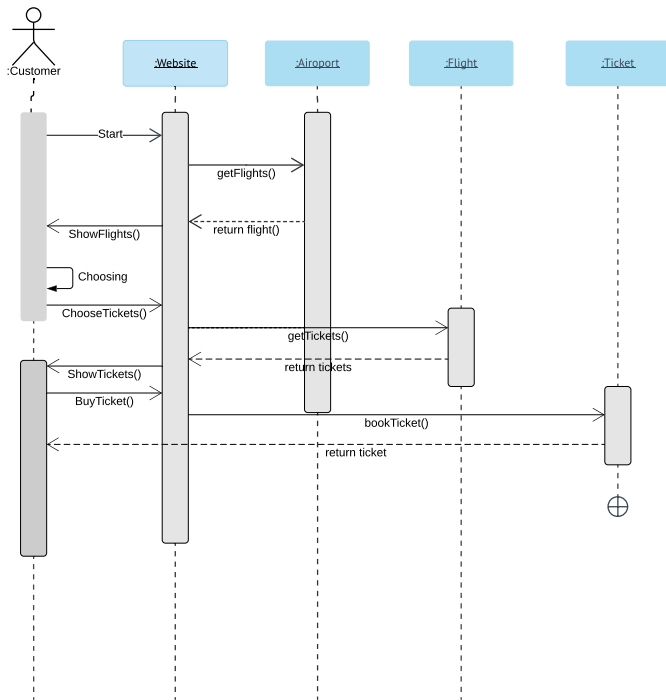 :Customer
:Website
:Airoport
:Flight
:Ticket
Start
getFlights()
return flight()
ShowFlights()
Choosing
ChooseTickets()
getTickets()
return tickets
ShowTickets()
BuyTicket()
bookTicket()
return ticket